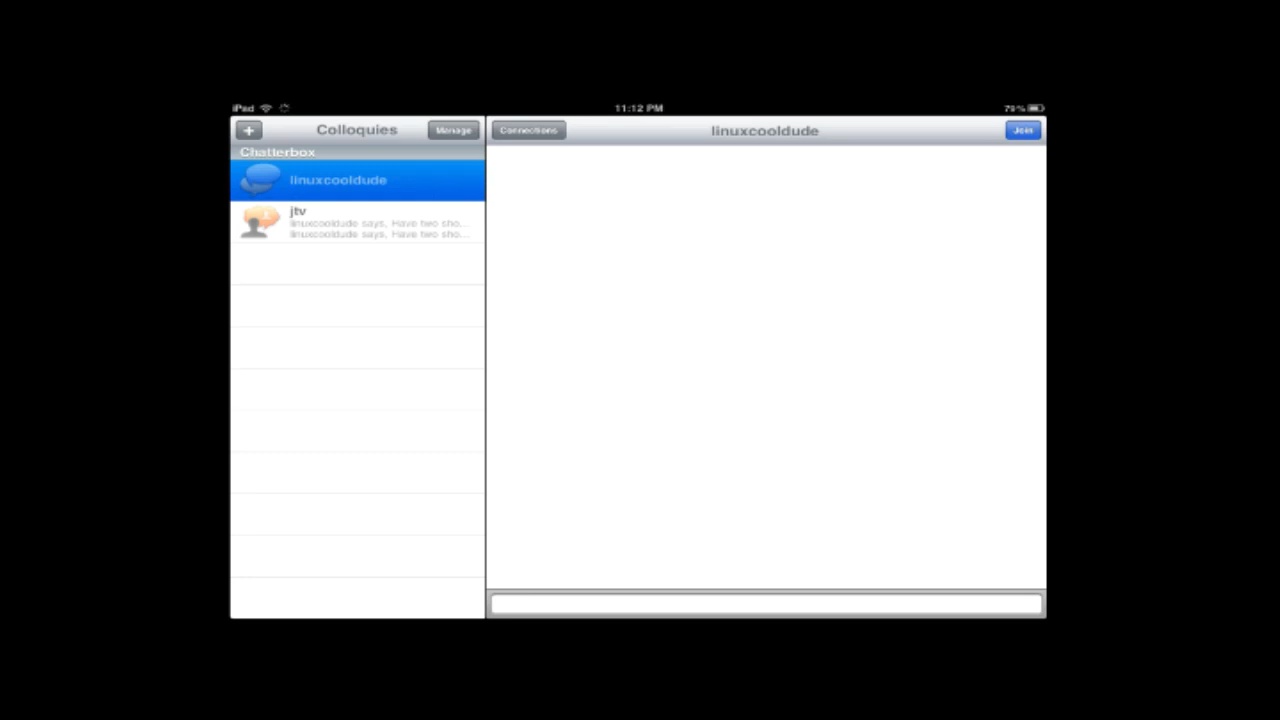 iPad 11:12 PM 79%
+ Colloquies Manage Connections linuxcooldude Join
Chatterbox
linuxcooldude
jtv
linuxcooldude says, Have two sho...
linuxcooldude says, Have two sho...